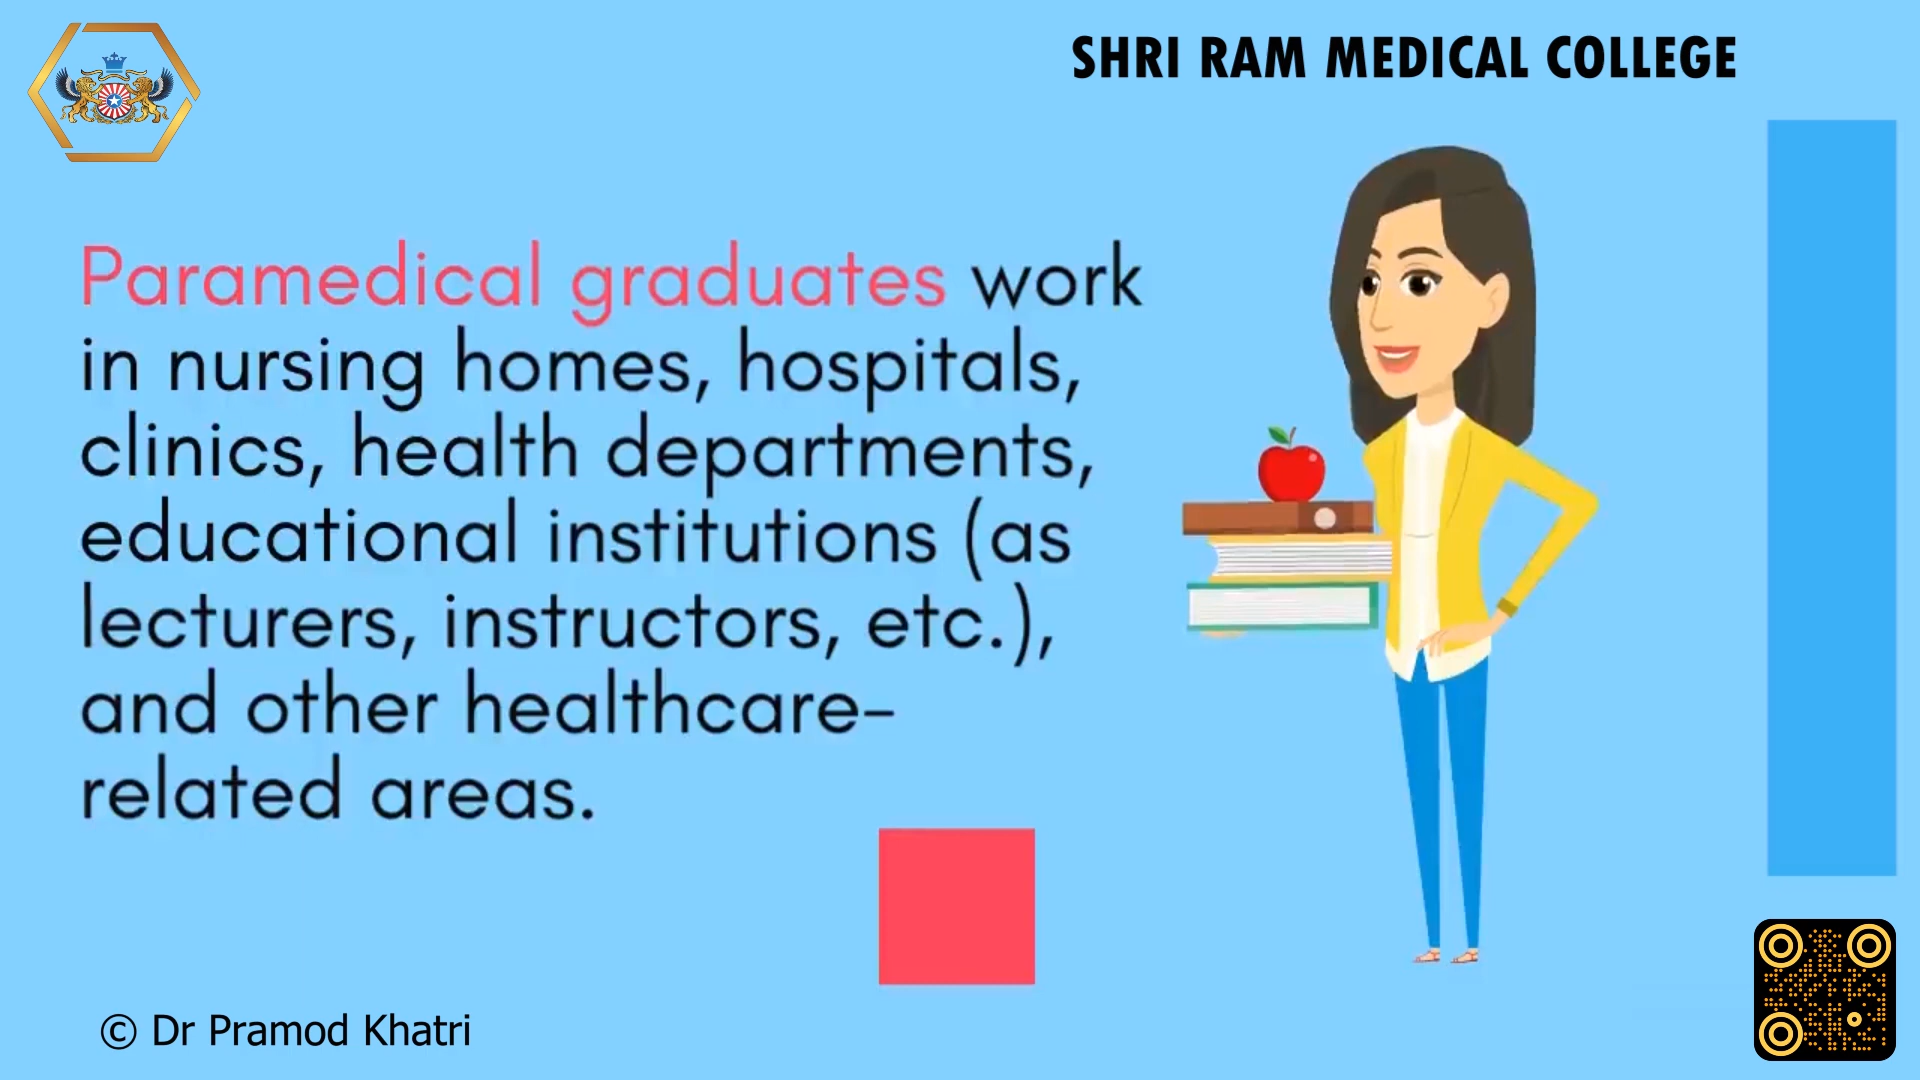 SHRI RAM MEDICAL COLLEGE
Paramedical graduates work
in nursing homes, hospitals,
clinics, health departments,
educational institutions (as
lecturers, instructors, etc.),
and other healthcare-
related areas.
© Dr Pramod Khatri